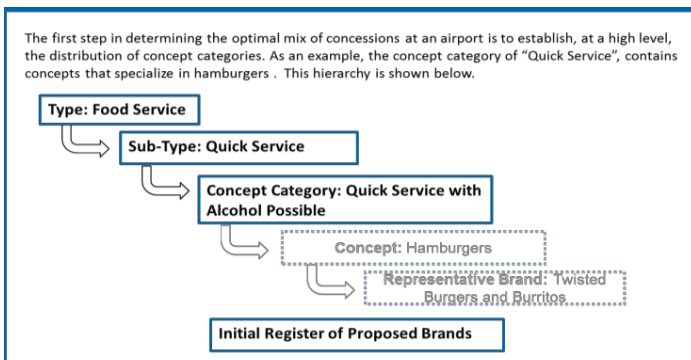 The first step in determining the optimal mix of concessions at an airport is to establish, at a high level,
the distribution of concept categories. As an example, the concept category of “Quick Service”, contains
concepts that specialize in hamburgers . This hierarchy is shown below.
Type: Food Service
Sub-Type: Quick Service
Concept Category: Quick Service with
Alcohol Possible
Concept: Hamburgers
Representative Brand: Twisted
Burgers and Burritos
Initial Register of Proposed Brands